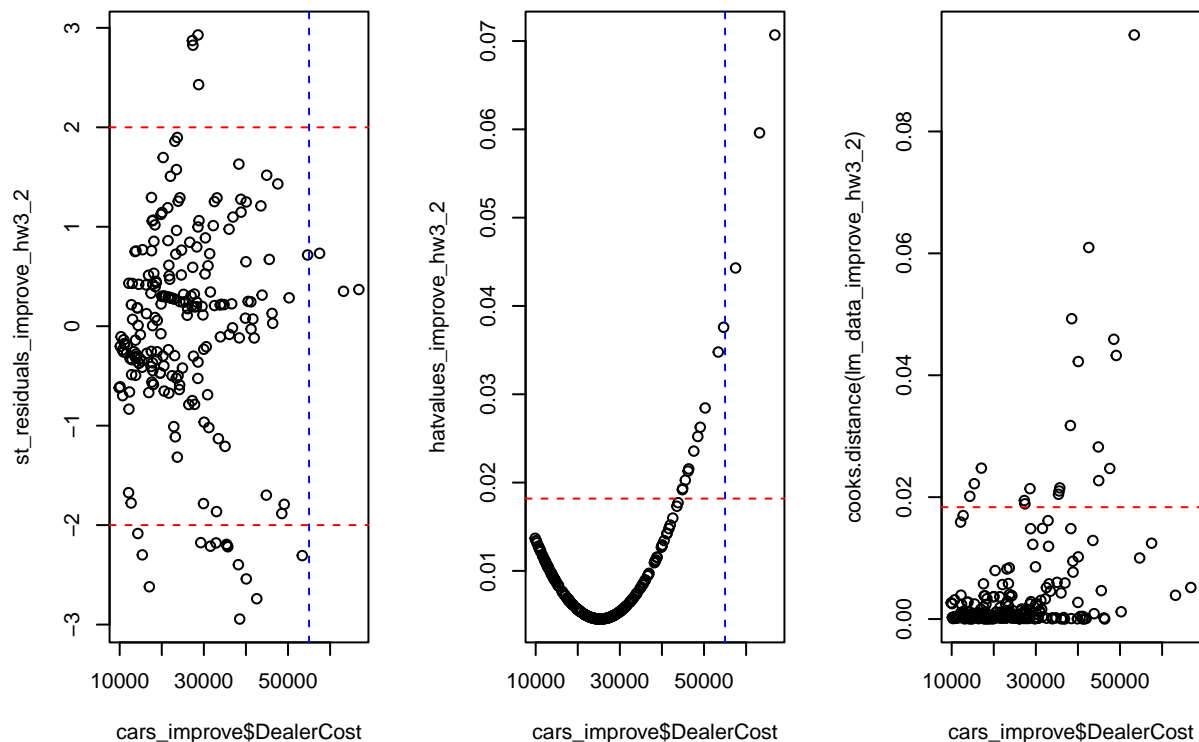 st_residuals_improve_hw3_2
3
2
1
0
−1
−2
−3
10000 30000 50000
cars_improve$DealerCost
hatvalues_improve_hw3_2
0.07
0.06
0.05
0.04
0.03
0.02
0.01
10000 30000 50000
cars_improve$DealerCost
cooks.distance(lm_data_improve_hw3_2)
0.08
0.06
0.04
0.02
0.00
10000 30000 50000
cars_improve$DealerCost